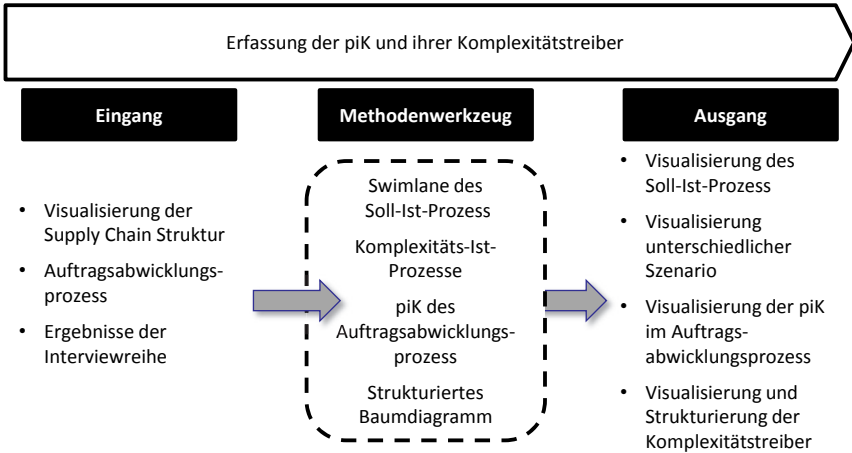 Erfassung der piK und ihrer Komplexitätstreiber
Eingang
Visualisierung der
Supply Chain Struktur
Auftragsabwicklungs-
prozess
Ergebnisse der
Interviewreihe
Methodenwerkzeug
Swimlane des
Soll-Ist-Prozess
Komplexitäts-Ist-
Prozesse
piK des
Auftragsabwicklungs-
prozess
Strukturiertes
Baumdiagramm
Ausgang
Visualisierung des
Soll-Ist-Prozess
Visualisierung
unterschiedlicher
Szenario
Visualisierung der piK
im Auftrags-
abwicklungsprozess
Visualisierung und
Strukturierung der
Komplexitätstreiber